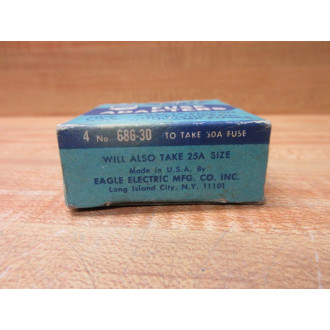 ADAPTERS
4 No. 686-30 TO TAKE 30A FUSE
WILL ALSO TAKE 25A SIZE
Made in U.S.A. By
EAGLE ELECTRIC MFG. CO. INC.
Long Island City, N.Y. 11101